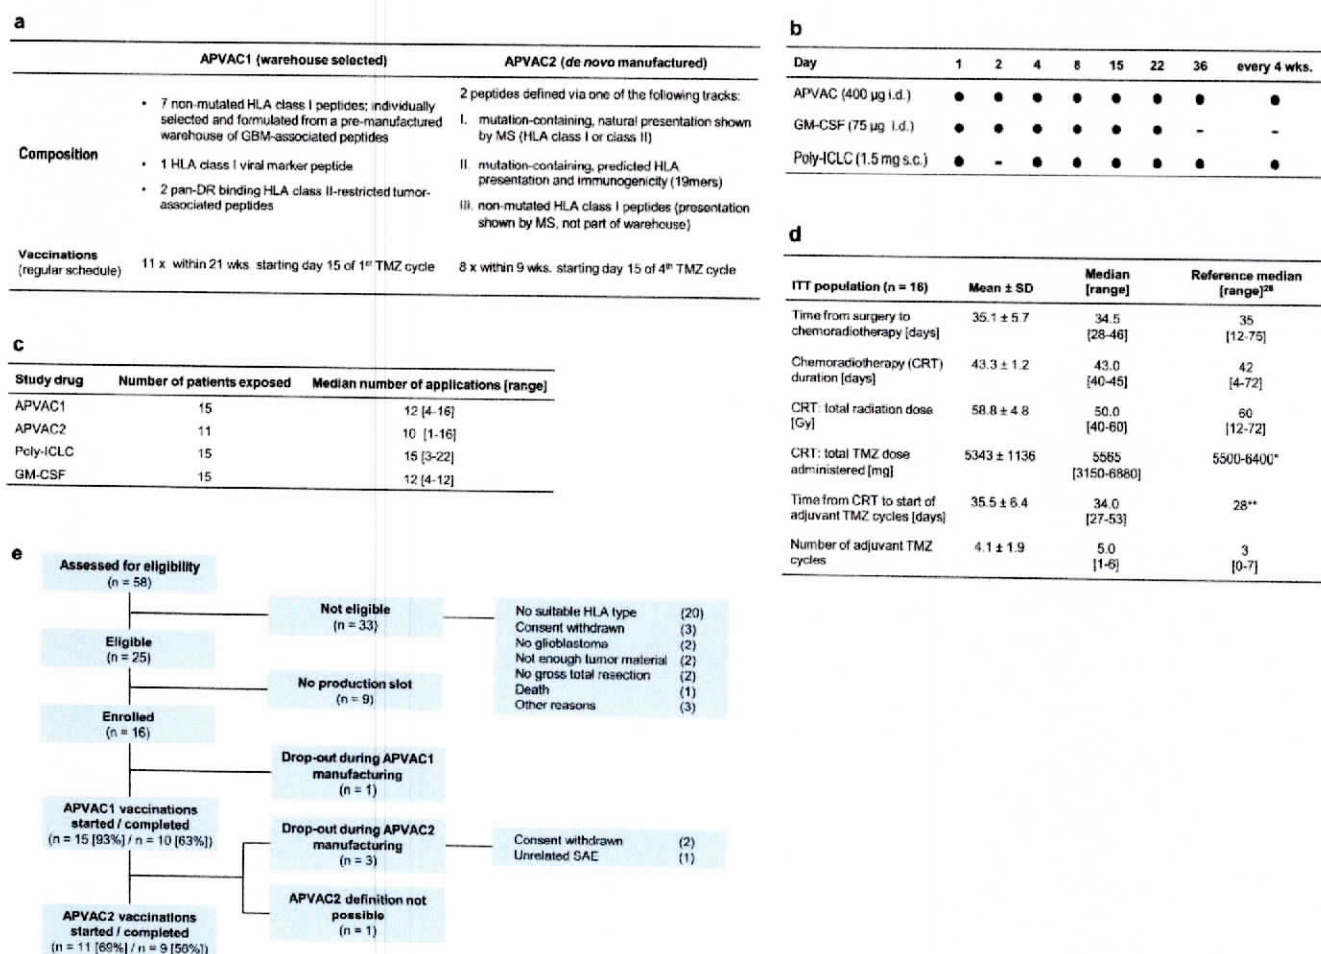 a
APVAC1 (warehouse selected)
APVAC2 (de novo manufactured)
Composition
• 7 non-mutated HLA class I peptides; individually
selected and formulated from a pre-manufactured
warehouse of GBM-associated peptides
• 1 HLA class I viral marker peptide
• 2 pan-DR binding HLA class II-restricted tumor-
associated peptides
2 peptides defined via one of the following tracks:
I. mutation-containing, natural presentation shown
by MS (HLA class I or class II)
II. mutation-containing, predicted HLA
presentation and immunogenicity (19mers)
III. non-mutated HLA class I peptides (presentation
shown by MS, not part of warehouse)
Vaccinations
(regular schedule)
11 x within 21 wks. starting day 15 of 1st TMZ cycle
8 x within 9 wks. starting day 15 of 4th TMZ cycle
b
Day 1 2 4 8 15 22 36 every 4 wks.
APVAC (400 µg i.d.) ● ● ● ● ● ● ● ●
GM-CSF (75 µg i.d.) ● ● ● ● ● ● - -
Poly-ICLC (1.5 mg s.c.) ● - ● ● ● ● ● ●
c
Study drug Number of patients exposed Median number of applications [range]
APVAC1 15 12 [4-16]
APVAC2 11 10 [1-16]
Poly-ICLC 15 15 [3-22]
GM-CSF 15 12 [4-12]
d
ITT population (n = 16) Mean ± SD Median [range] Reference median [range]28
Time from surgery to
chemoradiotherapy [days]
35.1 ± 5.7
34.5
[28-46]
35
[12-75]
Chemoradiotherapy (CRT)
duration [days]
43.3 ± 1.2
43.0
[40-45]
42
[4-72]
CRT: total radiation dose
[Gy]
58.8 ± 4.8
50.0
[40-60]
60
[12-72]
CRT: total TMZ dose
administered [mg]
5343 ± 1136
5565
[3150-6880]
5500-6400*
Time from CRT to start of
adjuvant TMZ cycles [days]
35.5 ± 6.4
34.0
[27-53]
28**
Number of adjuvant TMZ
cycles
4.1 ± 1.9
5.0
[1-6]
3
[0-7]
e
Assessed for eligibility
(n = 58)
Not eligible
(n = 33)
No suitable HLA type (20)
Consent withdrawn (3)
No glioblastoma (2)
Not enough tumor material (2)
No gross total resection (2)
Death (1)
Other reasons (3)
Eligible
(n = 25)
No production slot
(n = 9)
Enrolled
(n = 16)
Drop-out during APVAC1
manufacturing
(n = 1)
APVAC1 vaccinations
started / completed
(n = 15 [93%] / n = 10 [63%])
Drop-out during APVAC2
manufacturing
(n = 3)
Consent withdrawn (2)
Unrelated SAE (1)
APVAC2 definition not
possible
(n = 1)
APVAC2 vaccinations
started / completed
(n = 11 [69%] / n = 9 [56%])